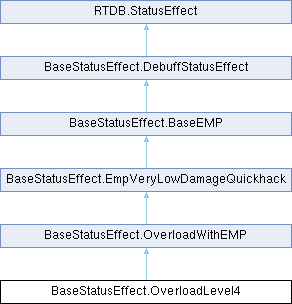 RTDB.StatusEffect
BaseStatusEffect.DebuffStatusEffect
BaseStatusEffect.BaseEMP
BaseStatusEffect.EmpVeryLowDamageQuickhack
BaseStatusEffect.OverloadWithEMP
BaseStatusEffect.OverloadLevel4